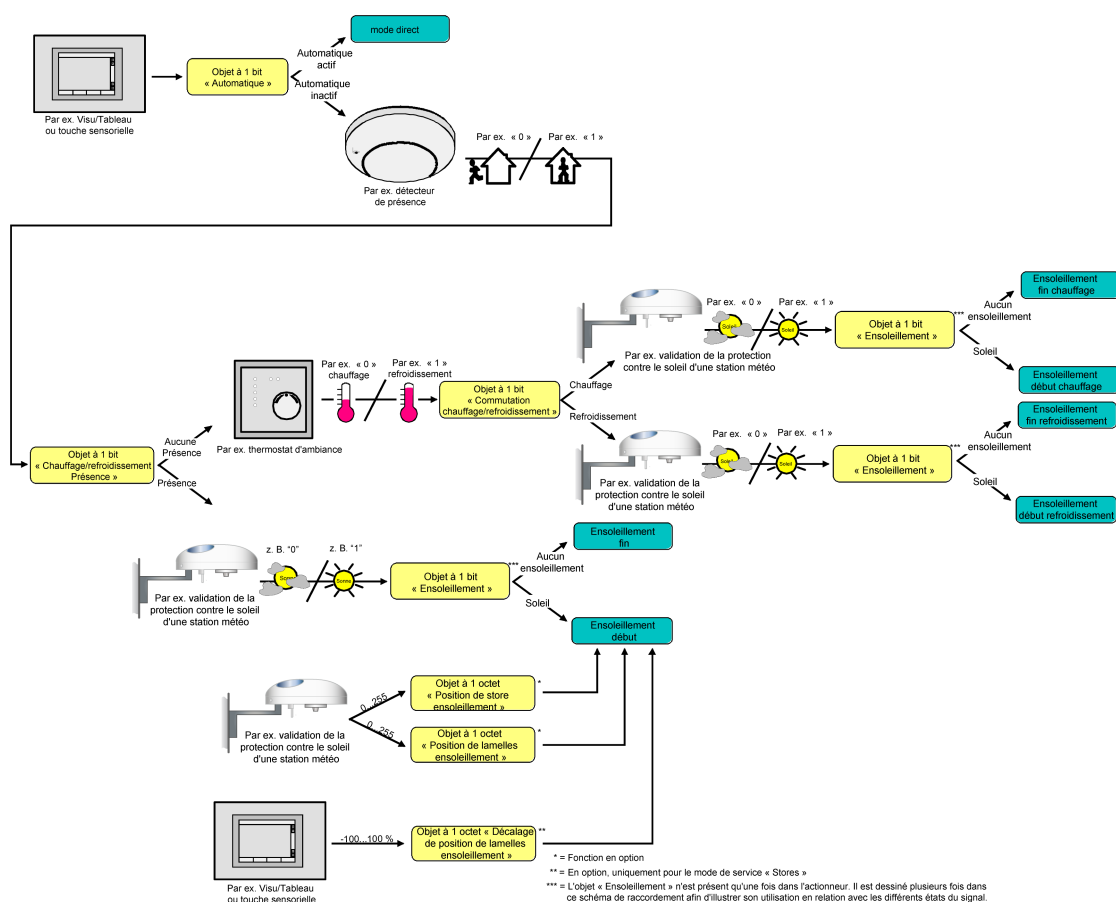 mode direct
Automatique
actif
Objet à 1 bit
« Automatique »
Automatique
inactif
Par ex. Visu/Tableau
ou touche sensorielle
Par ex. « 0 »
Par ex. « 1 »
Par ex. détecteur
de présence
Ensoleillement
fin chauffage
Par ex. « 0 »
Par ex. « 1 »
Aucun
ensoleillement
Soleil
Soleil
Objet à 1 bit
« Ensoleillement »
***
Soleil
Par ex. validation de la protection
contre le soleil d'une station météo
Ensoleillement
début chauffage
Par ex. « 0 »
chauffage
Par ex. « 1 »
refroidissement
Objet à 1 bit
« Commutation
chauffage/refroidissement »
Chauffage
Refroidissement
Par ex. thermostat d'ambiance
Ensoleillement
fin refroidissement
Par ex. « 0 »
Par ex. « 1 »
Aucun
ensoleillement
Soleil
Soleil
Objet à 1 bit
« Ensoleillement »
***
Soleil
Par ex. validation de la
protection contre le soleil
d'une station météo
Ensoleillement
début refroidissement
Aucune
Présence
Objet à 1 bit
« Chauffage/refroidissement
Présence »
Présence
Ensoleillement
fin
z. B. "0"
z. B. "1"
Aucun
ensoleillement
Sonne
Sonne
Objet à 1 bit
« Ensoleillement »
***
Soleil
Par ex. validation de la
protection contre le soleil
d'une station météo
Ensoleillement
début
0...255
Objet à 1 octet
« Position de store
ensoleillement »
*
0...255
Objet à 1 octet
« Position de lamelles
ensoleillement »
*
Par ex. validation de la
protection contre le soleil
d'une station météo
-100...100 %
Objet à 1 octet « Décalage
de position de lamelles
ensoleillement »
**
Par ex. Visu/Tableau
ou touche sensorielle
* = Fonction en option
** = En option, uniquement pour le mode de service « Stores »
*** = L'objet « Ensoleillement » n'est présent qu'une fois dans l'actionneur. Il est dessiné plusieurs fois dans
ce schéma de raccordement afin d'illustrer son utilisation en relation avec les différents états du signal.